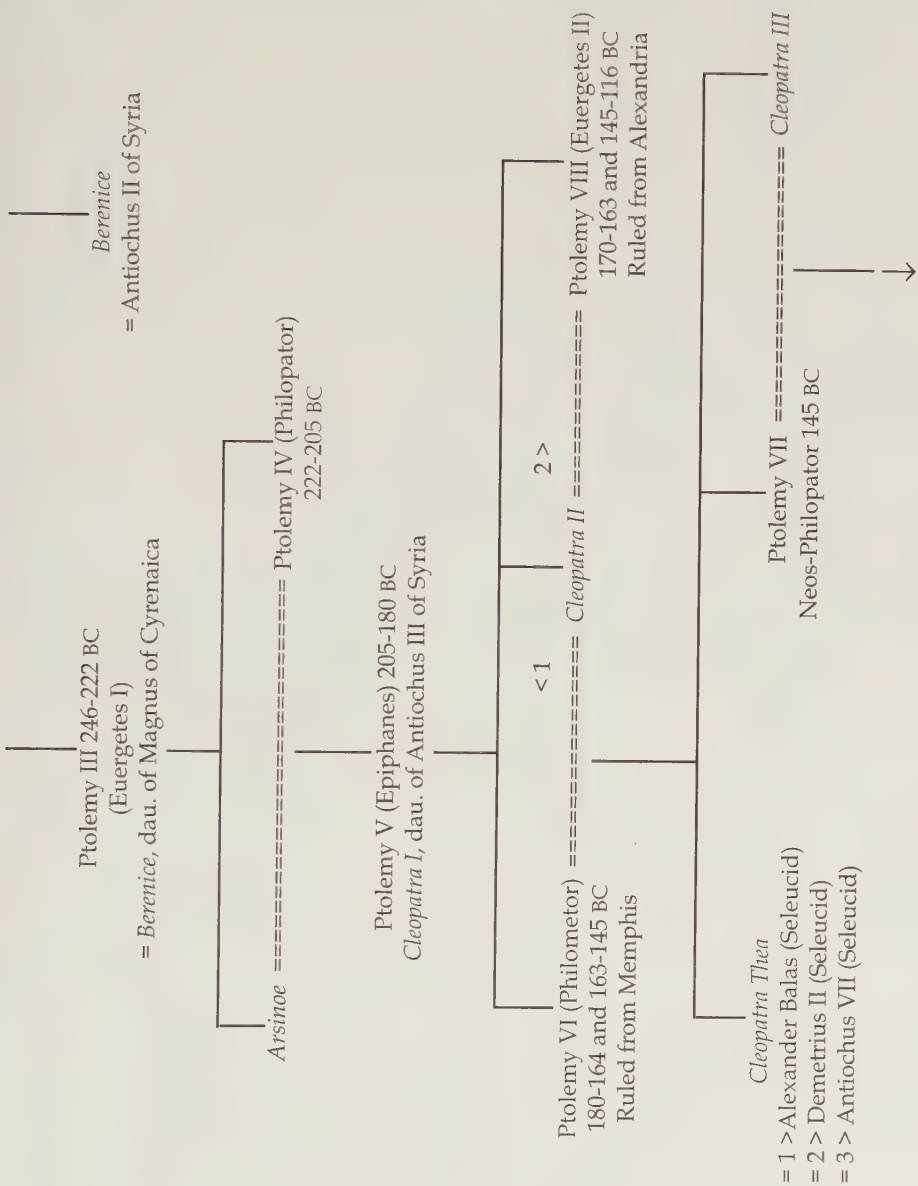 Ptolemy III 246-222 BC
(Euergetes I)
= Berenice, dau. of Magnus of Cyrenaica
Berenice
= Antiochus II of Syria
Arsinoe ======================== Ptolemy IV (Philopator)
222-205 BC
Ptolemy V (Epiphanes) 205-180 BC
Cleopatra I, dau. of Antiochus III of Syria
< 1
2 >
Ptolemy VI (Philometor) ============== Cleopatra II ============ Ptolemy VIII (Euergetes II)
180-164 and 163-145 BC
Ruled from Memphis
170-163 and 145-116 BC
Ruled from Alexandria
Cleopatra Thea
= 1 > Alexander Balas (Seleucid)
= 2 > Demetrius II (Seleucid)
= 3 > Antiochus VII (Seleucid)
Ptolemy VII ==================== Cleopatra III
Neos-Philopator 145 BC